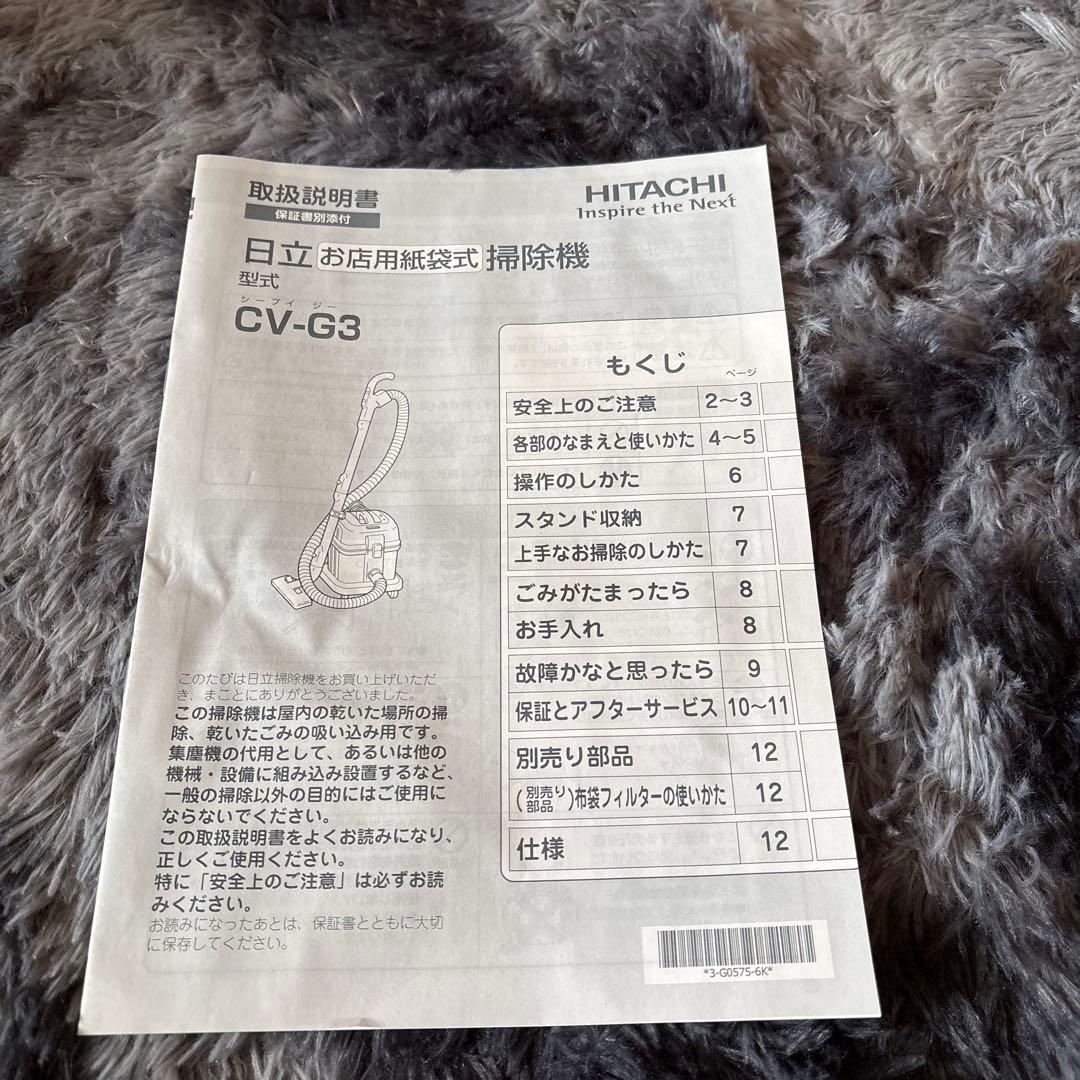 取扱説明書
保証書別添付
HITACHI
Inspire the Next
日立お店用紙袋式掃除機
型式
シーブイ ジー
CV-G3
もくじ
ページ
安全上のご注意 2〜3
各部のなまえと使いかた 4〜5
操作のしかた 6
スタンド収納 7
上手なお掃除のしかた 7
ごみがたまったら 8
お手入れ 8
故障かなと思ったら 9
保証とアフターサービス 10〜11
別売り部品 12
(別売り部品)布袋フィルターの使いかた 12
仕様 12
このたびは日立掃除機をお買い上げいただ
き、まことにありがとうございました。
この掃除機は屋内の乾いた場所の掃
除、乾いたごみの吸い込み用です。
集塵機の代用として、あるいは他の
機械・設備に組み込み設置するなど、
一般の掃除以外の目的にはご使用に
ならないでください。
この取扱説明書をよくお読みになり、
正しくご使用ください。
特に「安全上のご注意」は必ずお読
みください。
お読みになったあとは、保証書とともに大切
に保存してください。
*3-G0575-6K*